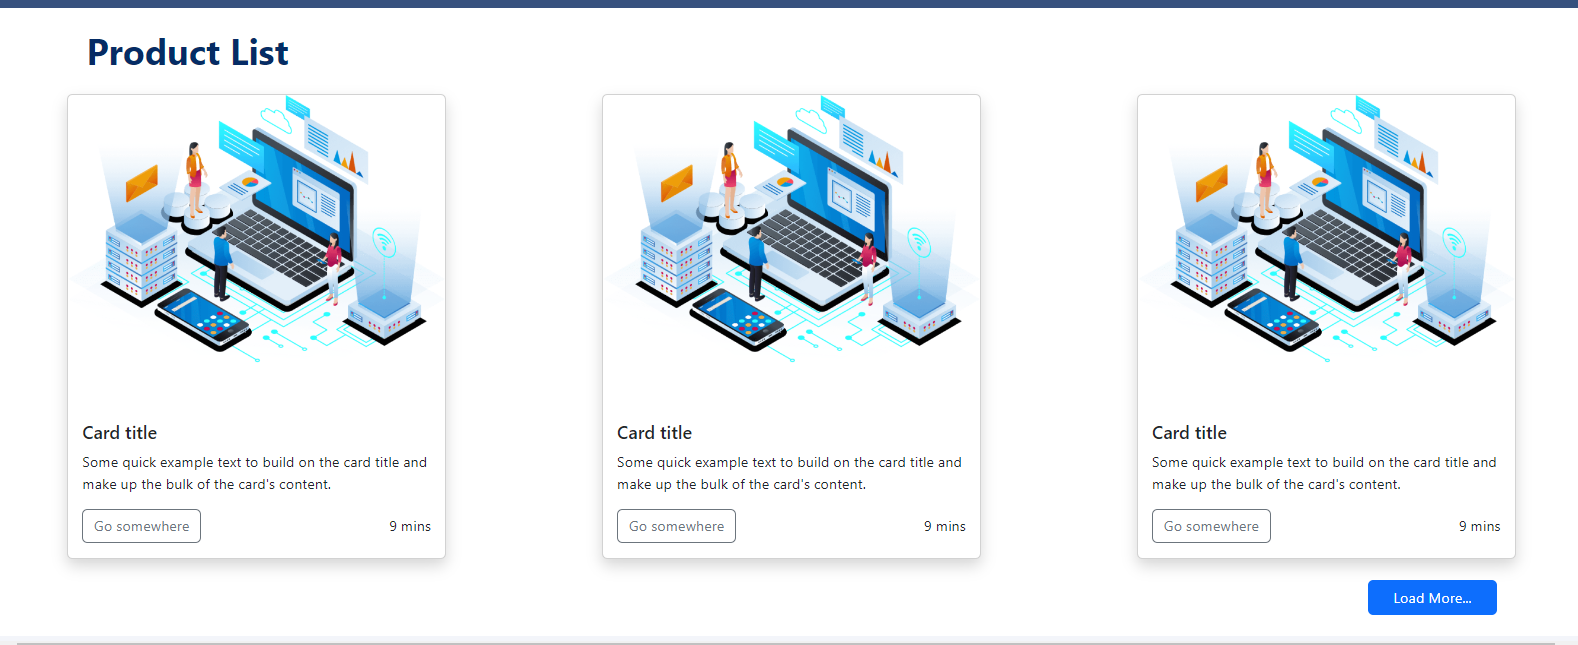 Product List
Card title
Some quick example text to build on the card title and
make up the bulk of the card's content.
Go somewhere
9 mins
Card title
Some quick example text to build on the card title and
make up the bulk of the card's content.
Go somewhere
9 mins
Card title
Some quick example text to build on the card title and
make up the bulk of the card's content.
Go somewhere
9 mins
Load More...